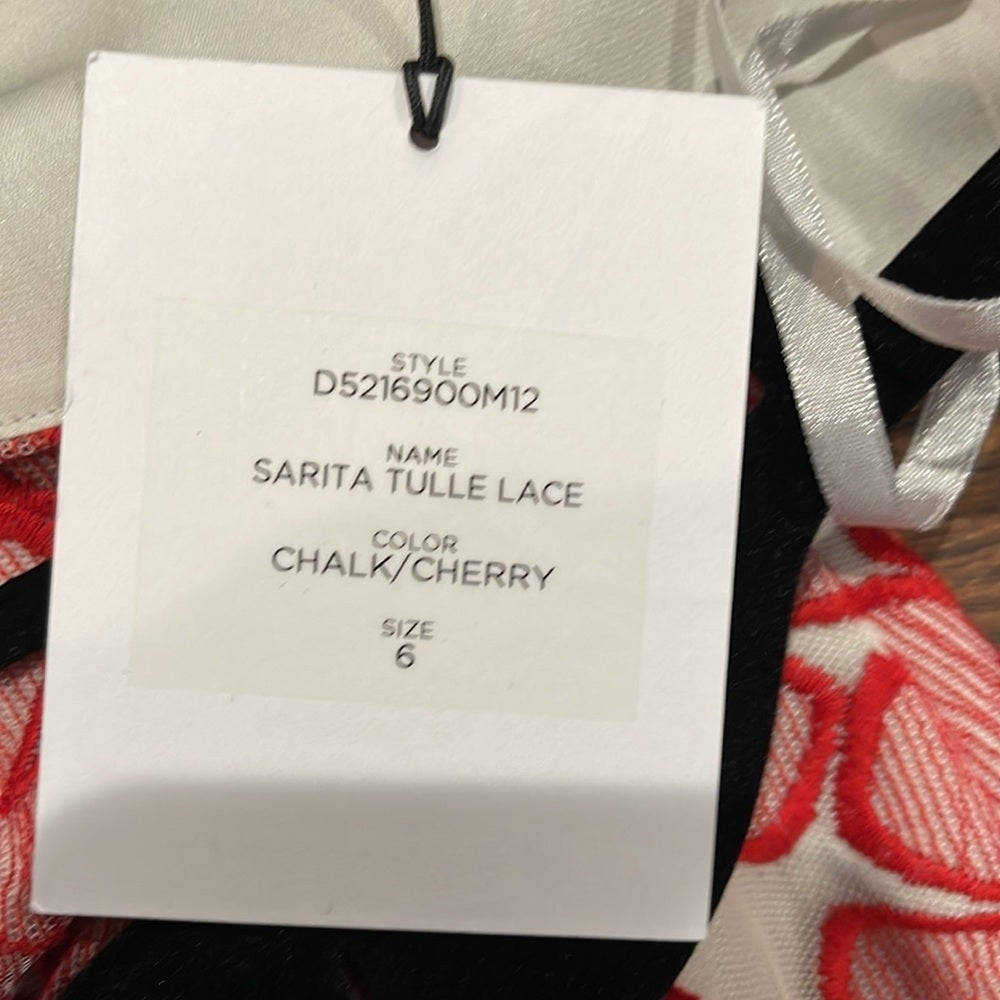 STYLE
D5216900M12
NAME
SARITA TULLE LACE
COLOR
CHALK/CHERRY
SIZE
6